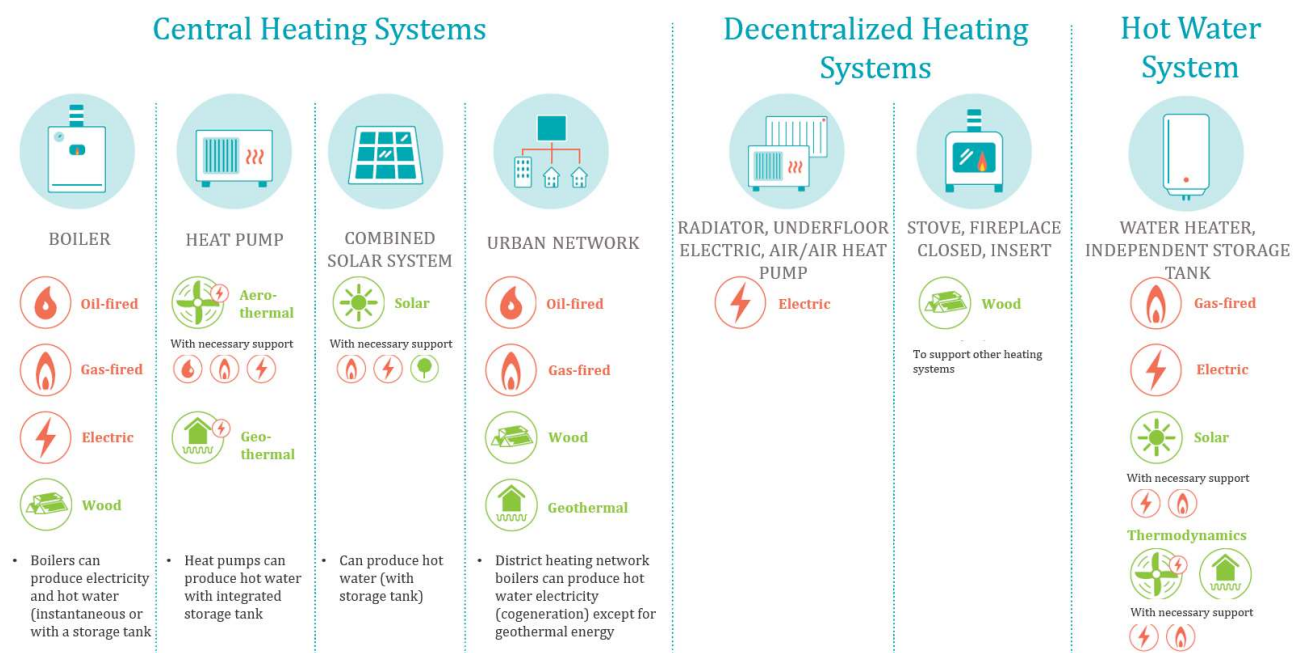 Central Heating Systems
Decentralized Heating
Systems
Hot Water
System
BOILER
Oil-fired
Gas-fired
Electric
Wood
• Boilers can
produce electricity
and hot water
(instantaneous or
with a storage tank
HEAT PUMP
Aero-
thermal
With necessary support
Geo-
thermal
• Heat pumps can
produce hot water
with integrated
storage tank
COMBINED
SOLAR SYSTEM
Solar
With necessary support
• Can produce hot
water (with
storage tank)
URBAN NETWORK
Oil-fired
Gas-fired
Wood
Geothermal
• District heating network
boilers can produce hot
water electricity
(cogeneration) except for
geothermal energy
RADIATOR, UNDERFLOOR
ELECTRIC, AIR/AIR HEAT
PUMP
Electric
STOVE, FIREPLACE
CLOSED, INSERT
Wood
To support other heating
systems
WATER HEATER,
INDEPENDENT STORAGE
TANK
Gas-fired
Electric
Solar
With necessary support
Thermodynamics
With necessary support